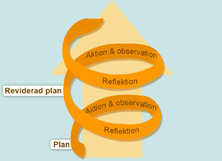 Aktion & observation
Reflektion
Reviderad plan
Aktion & observation
Reflektion
Plan